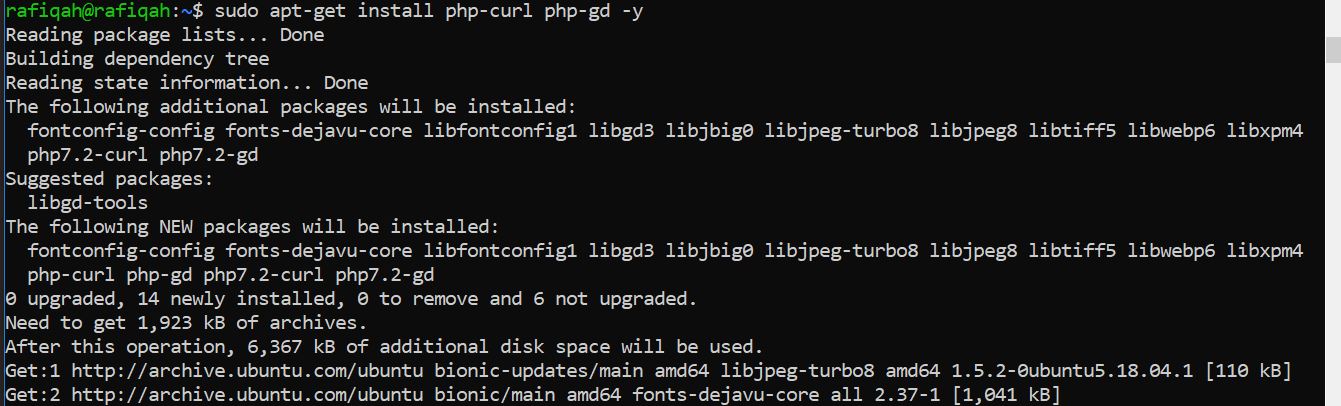 rafiqah@rafiqah:~$ sudo apt-get install php-curl php-gd -y
Reading package lists... Done
Building dependency tree
Reading state information... Done
The following additional packages will be installed:
  fontconfig-config fonts-dejavu-core libfontconfig1 libgd3 libjbig0 libjpeg-turbo8 libjpeg8 libtiff5 libwebp6 libxpm4
  php7.2-curl php7.2-gd
Suggested packages:
  libgd-tools
The following NEW packages will be installed:
  fontconfig-config fonts-dejavu-core libfontconfig1 libgd3 libjbig0 libjpeg-turbo8 libjpeg8 libtiff5 libwebp6 libxpm4
  php-curl php-gd php7.2-curl php7.2-gd
0 upgraded, 14 newly installed, 0 to remove and 6 not upgraded.
Need to get 1,923 kB of archives.
After this operation, 6,367 kB of additional disk space will be used.
Get:1 http://archive.ubuntu.com/ubuntu bionic-updates/main amd64 libjpeg-turbo8 amd64 1.5.2-0ubuntu5.18.04.1 [110 kB]
Get:2 http://archive.ubuntu.com/ubuntu bionic/main amd64 fonts-dejavu-core all 2.37-1 [1,041 kB]